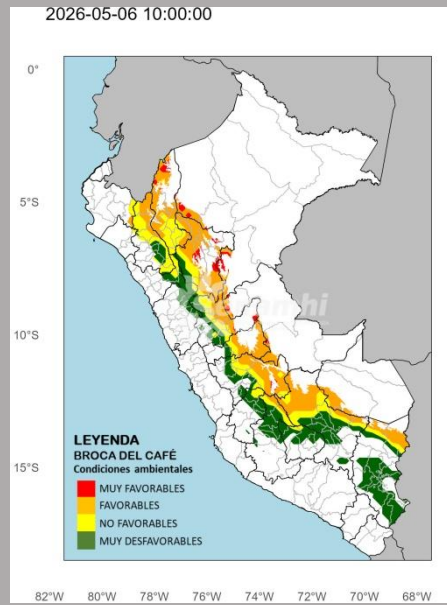 2026-05-06 10:00:00
0°
5°S
10°S
15°S
LEYENDA
BROCA DEL CAFÉ
Condiciones ambientales
MUY FAVORABLES
FAVORABLES
NO FAVORABLES
MUY DESFAVORABLES
82°W 80°W 78°W 76°W 74°W 72°W 70°W 68°W